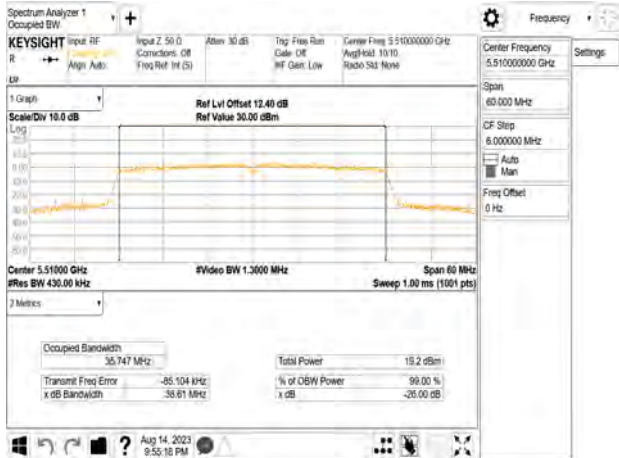 Spectrum Analyzer 1
Occupied BW
+
Frequency
KEYSIGHT
Input: RF
Input Z: 50 Ω
Atten: 30 dB
Trig: Free Run
Center Freq: 5.510000000 GHz
R
Corrections: Off
Gate: Off
Avg|Hold: 10/10
Align: Auto
Freq Ref: Int (S)
#IF Gain: Low
Radio Std: None
Center Frequency
5.510000000 GHz
Settings
Span
60.000 MHz
CF Step
6.000000 MHz
Auto
Man
Freq Offset
0 Hz
1 Graph
Ref Lvl Offset 12.40 dB
Scale/Div 10.0 dB
Ref Value 30.00 dBm
Log
Center 5.51000 GHz
#Video BW 1.3000 MHz
Span 60 MHz
#Res BW 430.00 kHz
Sweep 1.00 ms (1001 pts)
2 Metrics
Occupied Bandwidth
35.747 MHz
Total Power
19.2 dBm
Transmit Freq Error
-85.104 kHz
% of OBW Power
99.00 %
x dB Bandwidth
38.61 MHz
x dB
-26.00 dB
?
Aug 14, 2023
9:55:18 PM